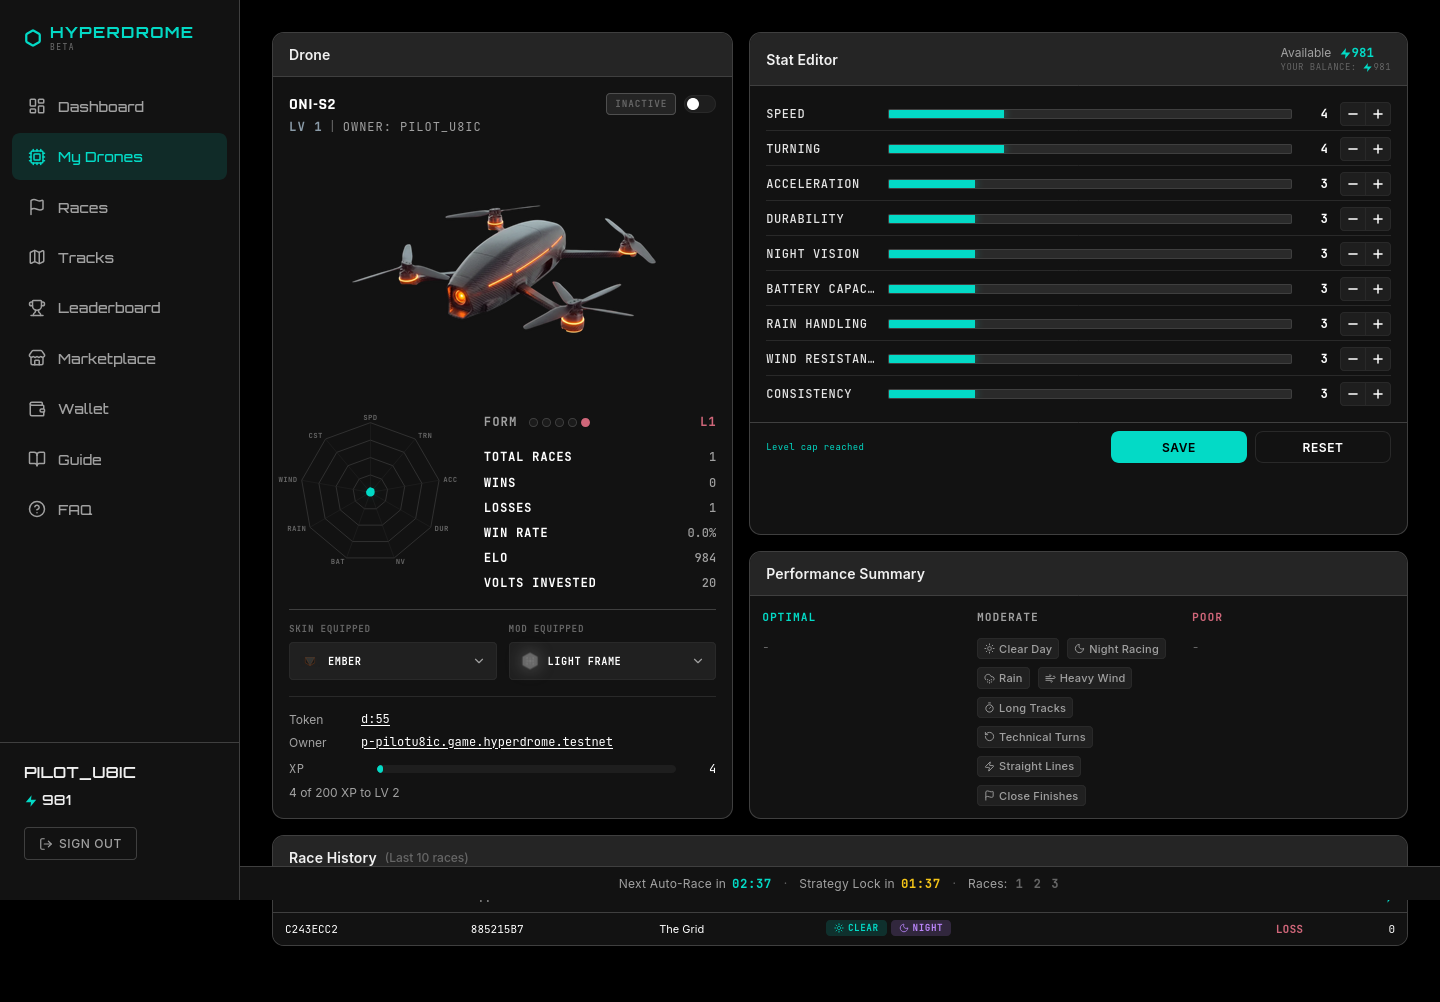 HYPERDROME
BETA
Dashboard
My Drones
Races
Tracks
Leaderboard
Marketplace
Wallet
Guide
FAQ
PILOT_U8IC
981
SIGN OUT
Drone
ONI-S2
INACTIVE
LV 1 | OWNER: PILOT_U8IC
SPD
TRN
ACC
DUR
NV
BAT
RAIN
WIND
CST
FORM L1
TOTAL RACES 1
WINS 0
LOSSES 1
WIN RATE 0.0%
ELO 984
VOLTS INVESTED 20
SKIN EQUIPPED
EMBER
MOD EQUIPPED
LIGHT FRAME
Token d:55
Owner p-pilotu8ic.game.hyperdrome.testnet
XP 4
4 of 200 XP to LV 2
Stat Editor
Available 981
YOUR BALANCE: 981
SPEED 4
TURNING 4
ACCELERATION 3
DURABILITY 3
NIGHT VISION 3
BATTERY CAPAC… 3
RAIN HANDLING 3
WIND RESISTAN… 3
CONSISTENCY 3
Level cap reached
SAVE
RESET
Performance Summary
OPTIMAL
-
MODERATE
Clear Day
Night Racing
Rain
Heavy Wind
Long Tracks
Technical Turns
Straight Lines
Close Finishes
POOR
-
Race History (Last 10 races)
Next Auto-Race in 02:37 · Strategy Lock in 01:37 · Races: 1 2 3
C243ECC2 885215B7 The Grid CLEAR NIGHT LOSS 0